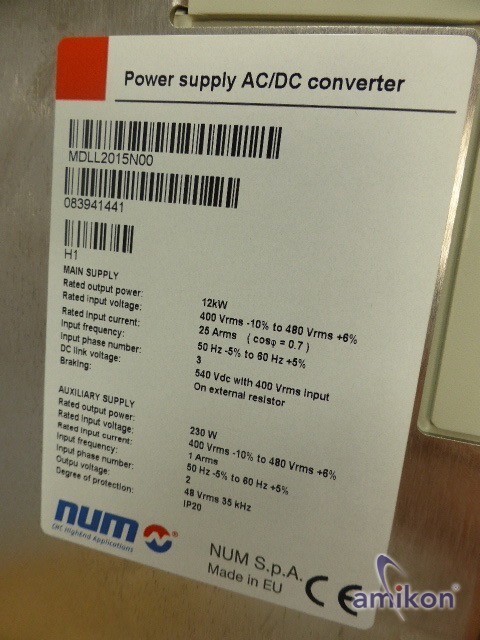 Power supply AC/DC converter
MDLL2015N00
083941441
H1
MAIN SUPPLY
Rated output power: 12kW
Rated input voltage: 400 Vrms -10% to 480 Vrms +6%
Rated input current: 25 Arms ( cosφ = 0.7 )
Input frequency: 50 Hz -5% to 60 Hz +5%
Input phase number: 3
DC link voltage: 540 Vdc with 400 Vrms input
Braking: On external resistor
AUXILIARY SUPPLY
Rated output power: 230 W
Rated input voltage: 400 Vrms -10% to 480 Vrms +6%
Rated input current: 1 Arms
Input frequency: 50 Hz -5% to 60 Hz +5%
Input phase number: 2
Outpu voltage: 48 Vrms 35 kHz
Degree of protection: IP20
num®
CNC HighEnd Applications
NUM S.p.A.
Made in EU
CE
amikon®